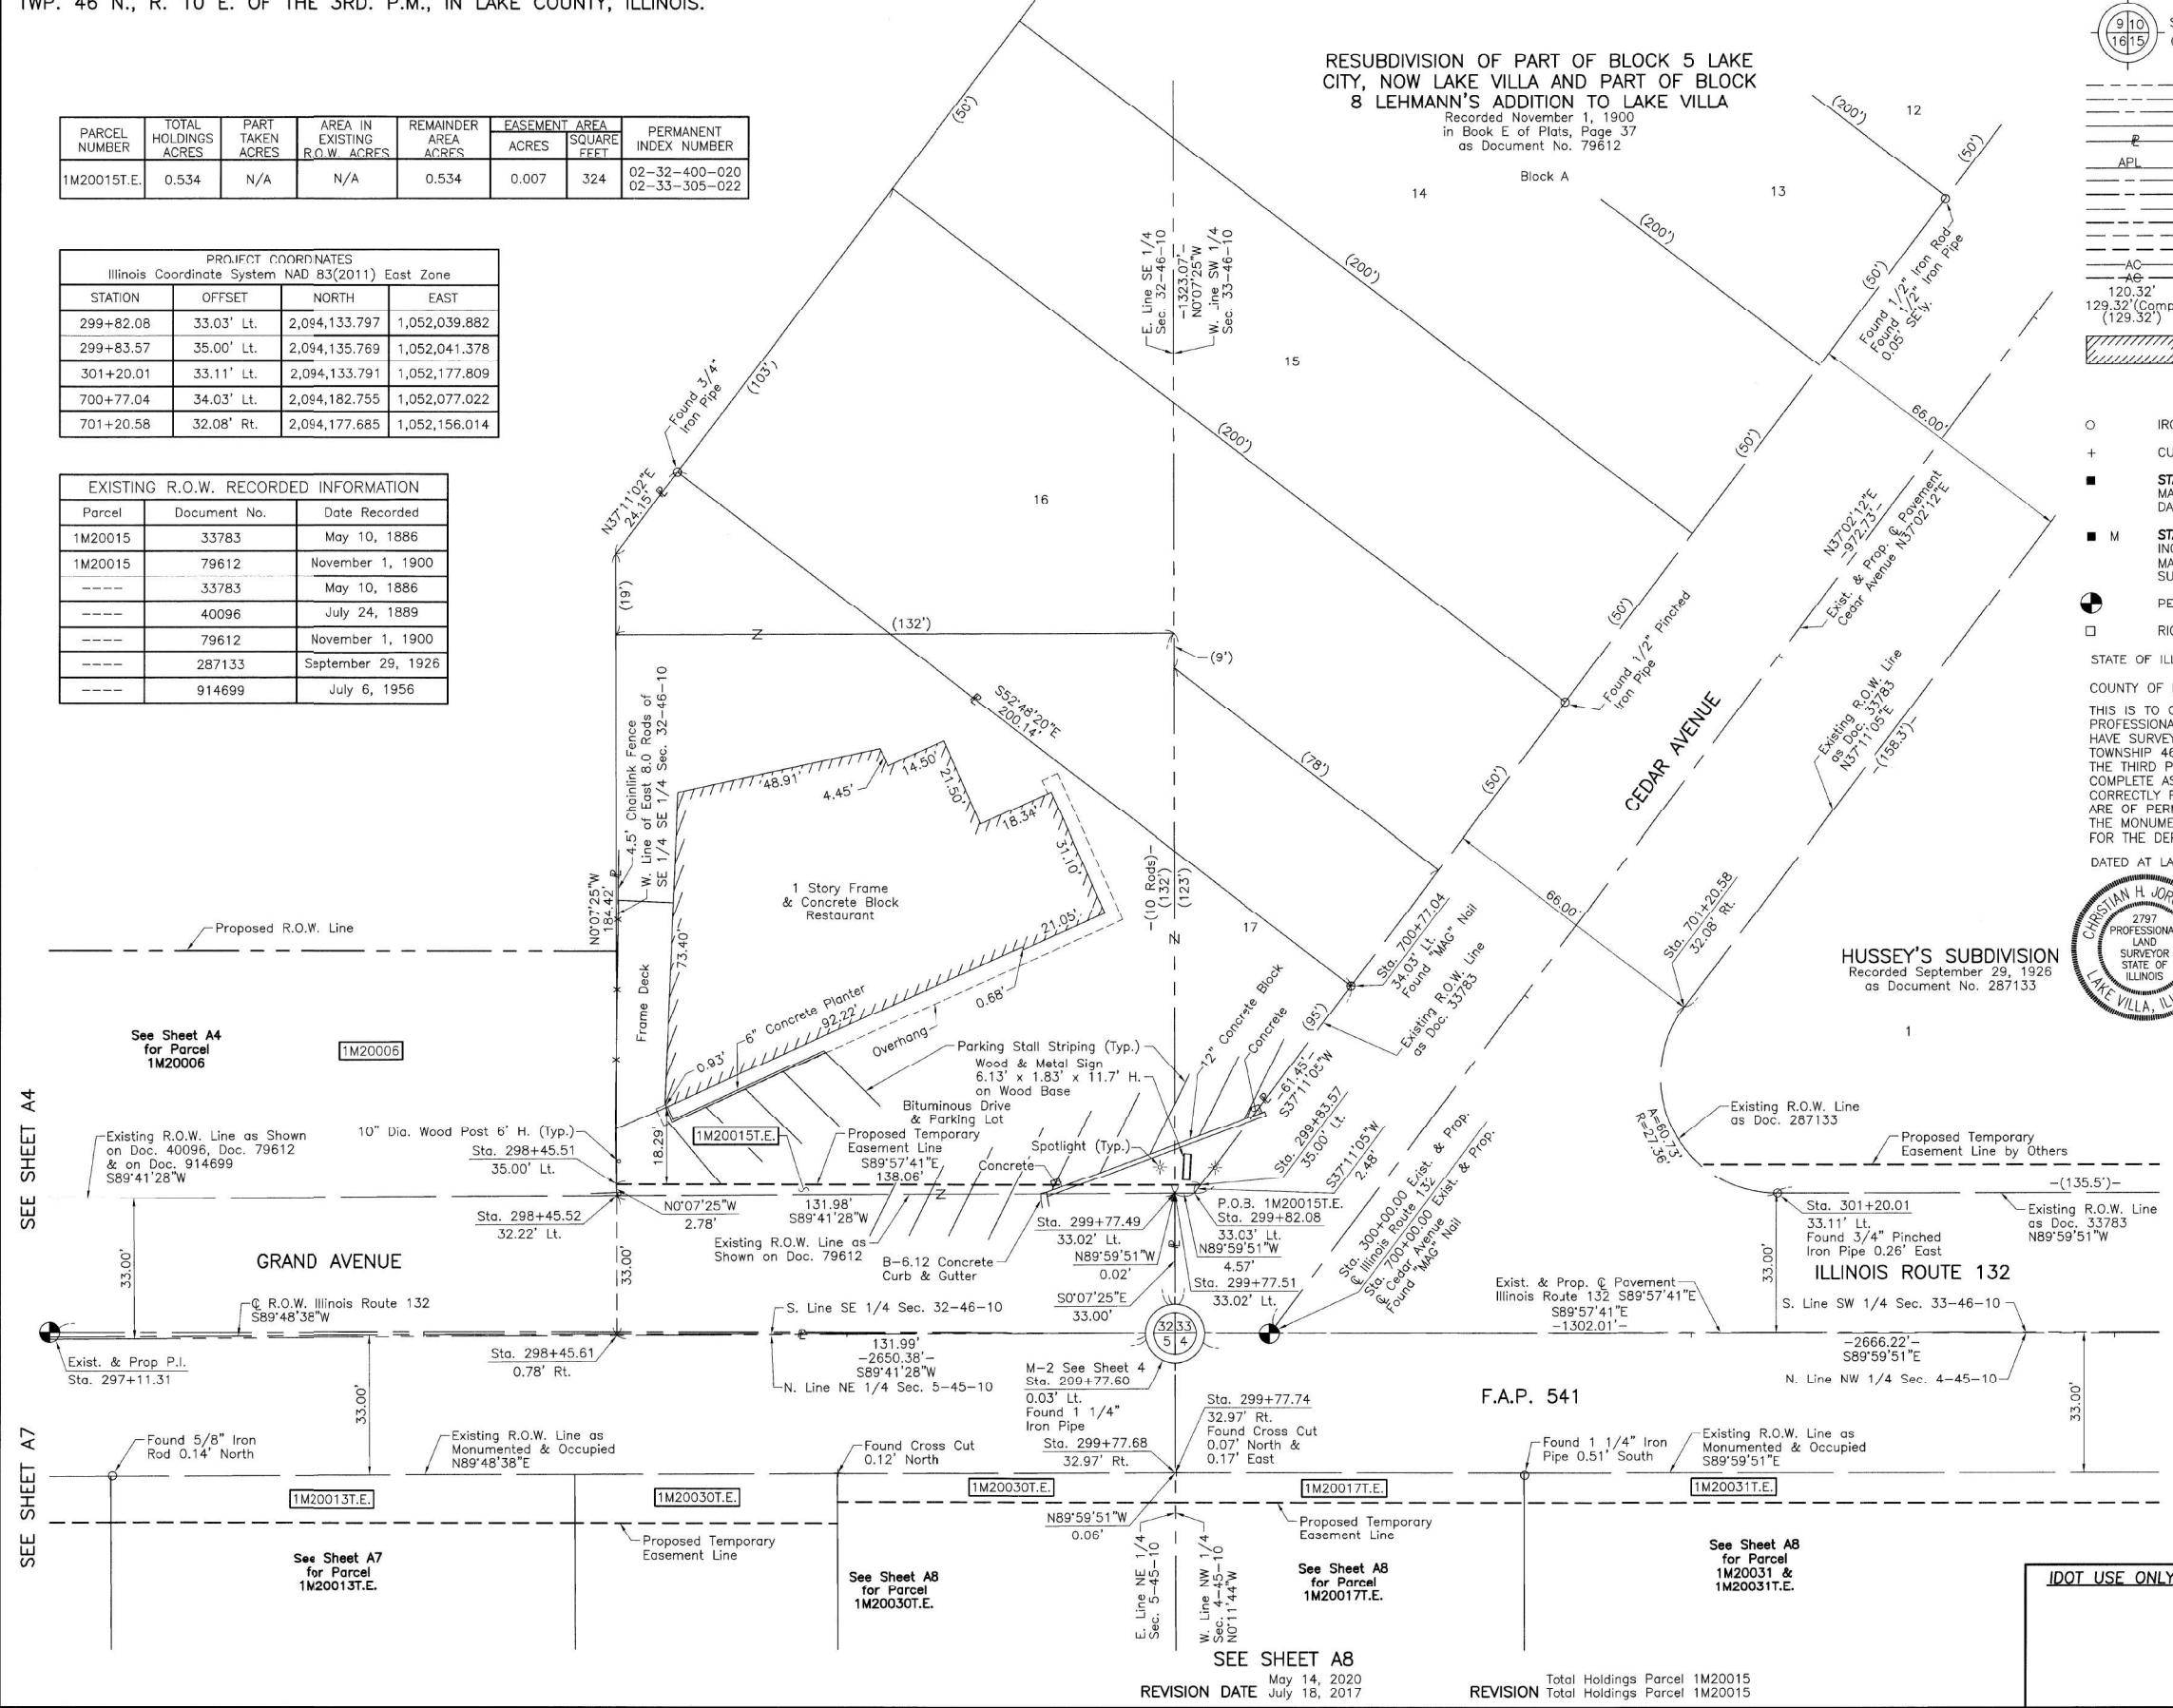 TWP. 46 N., R. 10 E. OF THE 3RD. P.M., IN LAKE COUNTY, ILLINOIS.
PARCEL NUMBER TOTAL HOLDINGS ACRES PART TAKEN ACRES AREA IN EXISTING R.O.W. ACRES REMAINDER AREA ACRES EASEMENT AREA ACRES SQUARE FEET PERMANENT INDEX NUMBER
1M20015T.E. 0.534 N/A N/A 0.534 0.007 324 02-32-400-020
02-33-305-022
PROJECT COORDINATES
Illinois Coordinate System NAD 83(2011) East Zone
STATION OFFSET NORTH EAST
299+82.08 33.03' Lt. 2,094,133.797 1,052,039.882
299+83.57 35.00' Lt. 2,094,135.769 1,052,041.378
301+20.01 33.11' Lt. 2,094,133.791 1,052,177.809
700+77.04 34.03' Lt. 2,094,182.755 1,052,077.022
701+20.58 32.08' Rt. 2,094,177.685 1,052,156.014
EXISTING R.O.W. RECORDED INFORMATION
Parcel Document No. Date Recorded
1M20015 33783 May 10, 1886
1M20015 79612 November 1, 1900
---- 33783 May 10, 1886
---- 40096 July 24, 1889
---- 79612 November 1, 1900
---- 287133 September 29, 1926
---- 914699 July 6, 1956
RESUBDIVISION OF PART OF BLOCK 5 LAKE
CITY, NOW LAKE VILLA AND PART OF BLOCK
8 LEHMANN'S ADDITION TO LAKE VILLA
Recorded November 1, 1900
in Book E of Plats, Page 37
as Document No. 79612
Block A
12
13
14
15
16
17
(50')
(103')
(200')
(200')
(200')
(200')
(50')
(50')
(50')
(50')
(50')
Found 1/2" Iron Rod
Found 1/2" Iron Pipe
0.05' SE'ly.
E. Line SE 1/4
Sec. 32-46-10
-1323.07'-
N0°07'25"W
W. Line SW 1/4
Sec. 33-46-10
Found 3/4"
Iron Pipe
N37°11'02"E
24.15'
(19')
(132')
(9')
S52°48'20"E
200.14'
(78')
Found 1/2" Pinched
Iron Pipe
66.00'
N37°02'12"E
-972.73'-
Exist. & Prop. ℄ Pavement
Cedar Avenue N37°02'12"E
CEDAR AVENUE
Existing R.O.W. Line
as Doc. 33783
N37°11'05"E
-(158.3')-
66.00'
Sta. 701+20.58
32.08' Rt.
HUSSEY'S SUBDIVISION
Recorded September 29, 1926
as Document No. 287133
1
4.5' Chainlink Fence
W. Line of East 8.0 Rods of
SE 1/4 SE 1/4 Sec. 32-46-10
N0°07'25"W
184.42'
48.91'
4.45'
14.50'
21.50'
18.34'
31.10'
21.05'
73.40'
92.22'
0.68'
0.93'
18.29'
1 Story Frame
& Concrete Block
Restaurant
Frame Deck
6" Concrete Planter
Overhang
-(10 Rods)-
(132')
(123')
Sta. 700+77.04
34.03' Lt.
Found "MAG" Nail
Existing R.O.W. Line
as Doc. 33783
(95')
-61.45'-
S37°11'05"W
12" Concrete Block
Concrete
Parking Stall Striping (Typ.)
Wood & Metal Sign
6.13' x 1.83' x 11.7' H.
on Wood Base
Bituminous Drive
& Parking Lot
1M20015T.E.
Proposed Temporary
Easement Line
S89°57'41"E
138.06'
Spotlight (Typ.)
Concrete
Sta. 299+83.57
35.00' Lt.
S37°11'05"W
2.48'
Proposed R.O.W. Line
See Sheet A4
for Parcel
1M20006
1M20006
SEE SHEET A4
Existing R.O.W. Line as Shown
on Doc. 40096, Doc. 79612
& on Doc. 914699
S89°41'28"W
10" Dia. Wood Post 6' H. (Typ.)
Sta. 298+45.51
35.00' Lt.
Sta. 298+45.52
32.22' Lt.
N0°07'25"W
2.78'
131.98'
S89°41'28"W
Existing R.O.W. Line as
Shown on Doc. 79612
B-6.12 Concrete
Curb & Gutter
Sta. 299+77.49
33.02' Lt.
N89°59'51"W
0.02'
S0°07'25"E
33.00'
P.O.B. 1M20015T.E.
Sta. 299+82.08
33.03' Lt.
N89°59'51"W
4.57'
Sta. 299+77.51
33.02' Lt.
Sta. 300+00.00 Exist. & Prop.
℄ Illinois Route 132
Sta. 700+00.00 Exist. & Prop.
℄ Cedar Avenue
Found "MAG" Nail
A=60.73'
R=27.36'
Existing R.O.W. Line
as Doc. 287133
Proposed Temporary
Easement Line by Others
-(135.5')-
Sta. 301+20.01
33.11' Lt.
Found 3/4" Pinched
Iron Pipe 0.26' East
Existing R.O.W. Line
as Doc. 33783
N89°59'51"W
33.00'
33.00'
33.00'
GRAND AVENUE
ILLINOIS ROUTE 132
℄ R.O.W. Illinois Route 132
S89°48'38"W
Exist. & Prop P.I.
Sta. 297+11.31
Sta. 298+45.61
0.78' Rt.
S. Line SE 1/4 Sec. 32-46-10
131.99'
-2650.38'-
S89°41'28"W
N. Line NE 1/4 Sec. 5-45-10
32 33
5 4
M-2 See Sheet 4
Sta. 299+77.60
0.03' Lt.
Found 1 1/4"
Iron Pipe
Sta. 299+77.68
32.97' Rt.
Sta. 299+77.74
32.97' Rt.
Found Cross Cut
0.07' North &
0.17' East
Exist. & Prop. ℄ Pavement
Illinois Route 132 S89°57'41"E
S89°57'41"E
-1302.01'-
S. Line SW 1/4 Sec. 33-46-10
-2666.22'-
S89°59'51"E
N. Line NW 1/4 Sec. 4-45-10
F.A.P. 541
33.00'
33.00'
SEE SHEET A7
Found 5/8" Iron
Rod 0.14' North
Existing R.O.W. Line as
Monumented & Occupied
N89°48'38"E
Found Cross Cut
0.12' North
Found 1 1/4" Iron
Pipe 0.51' South
Existing R.O.W. Line as
Monumented & Occupied
S89°59'51"E
1M20013T.E.
1M20030T.E.
1M20030T.E.
1M20017T.E.
1M20031T.E.
N89°59'51"W
0.06'
Proposed Temporary
Easement Line
Proposed Temporary
Easement Line
See Sheet A7
for Parcel
1M20013T.E.
See Sheet A8
for Parcel
1M20030T.E.
E. Line NE 1/4
Sec. 5-45-10
W. Line NW 1/4
Sec. 4-45-10
N0°11'44"W
See Sheet A8
for Parcel
1M20017T.E.
See Sheet A8
for Parcel
1M20031 &
1M20031T.E.
SEE SHEET A8
REVISION DATE May 14, 2020
July 18, 2017
REVISION Total Holdings Parcel 1M20015
Total Holdings Parcel 1M20015
IDOT USE ONLY
9 10
16 15
APL
AC
AC
120.32'
129.32'(Comp
(129.32')
IRO
CU
STA
MA
DA
M STA
INC
MA
SU
PE
RIG
STATE OF ILL
COUNTY OF
THIS IS TO C
PROFESSIONA
HAVE SURVEY
TOWNSHIP 46
THE THIRD P
COMPLETE AS
CORRECTLY R
ARE OF PERM
THE MONUME
FOR THE DEP
DATED AT LA
CHRISTIAN H. JOR
2797
PROFESSIONA
LAND
SURVEYOR
STATE OF
ILLINOIS
LAKE VILLA, ILL